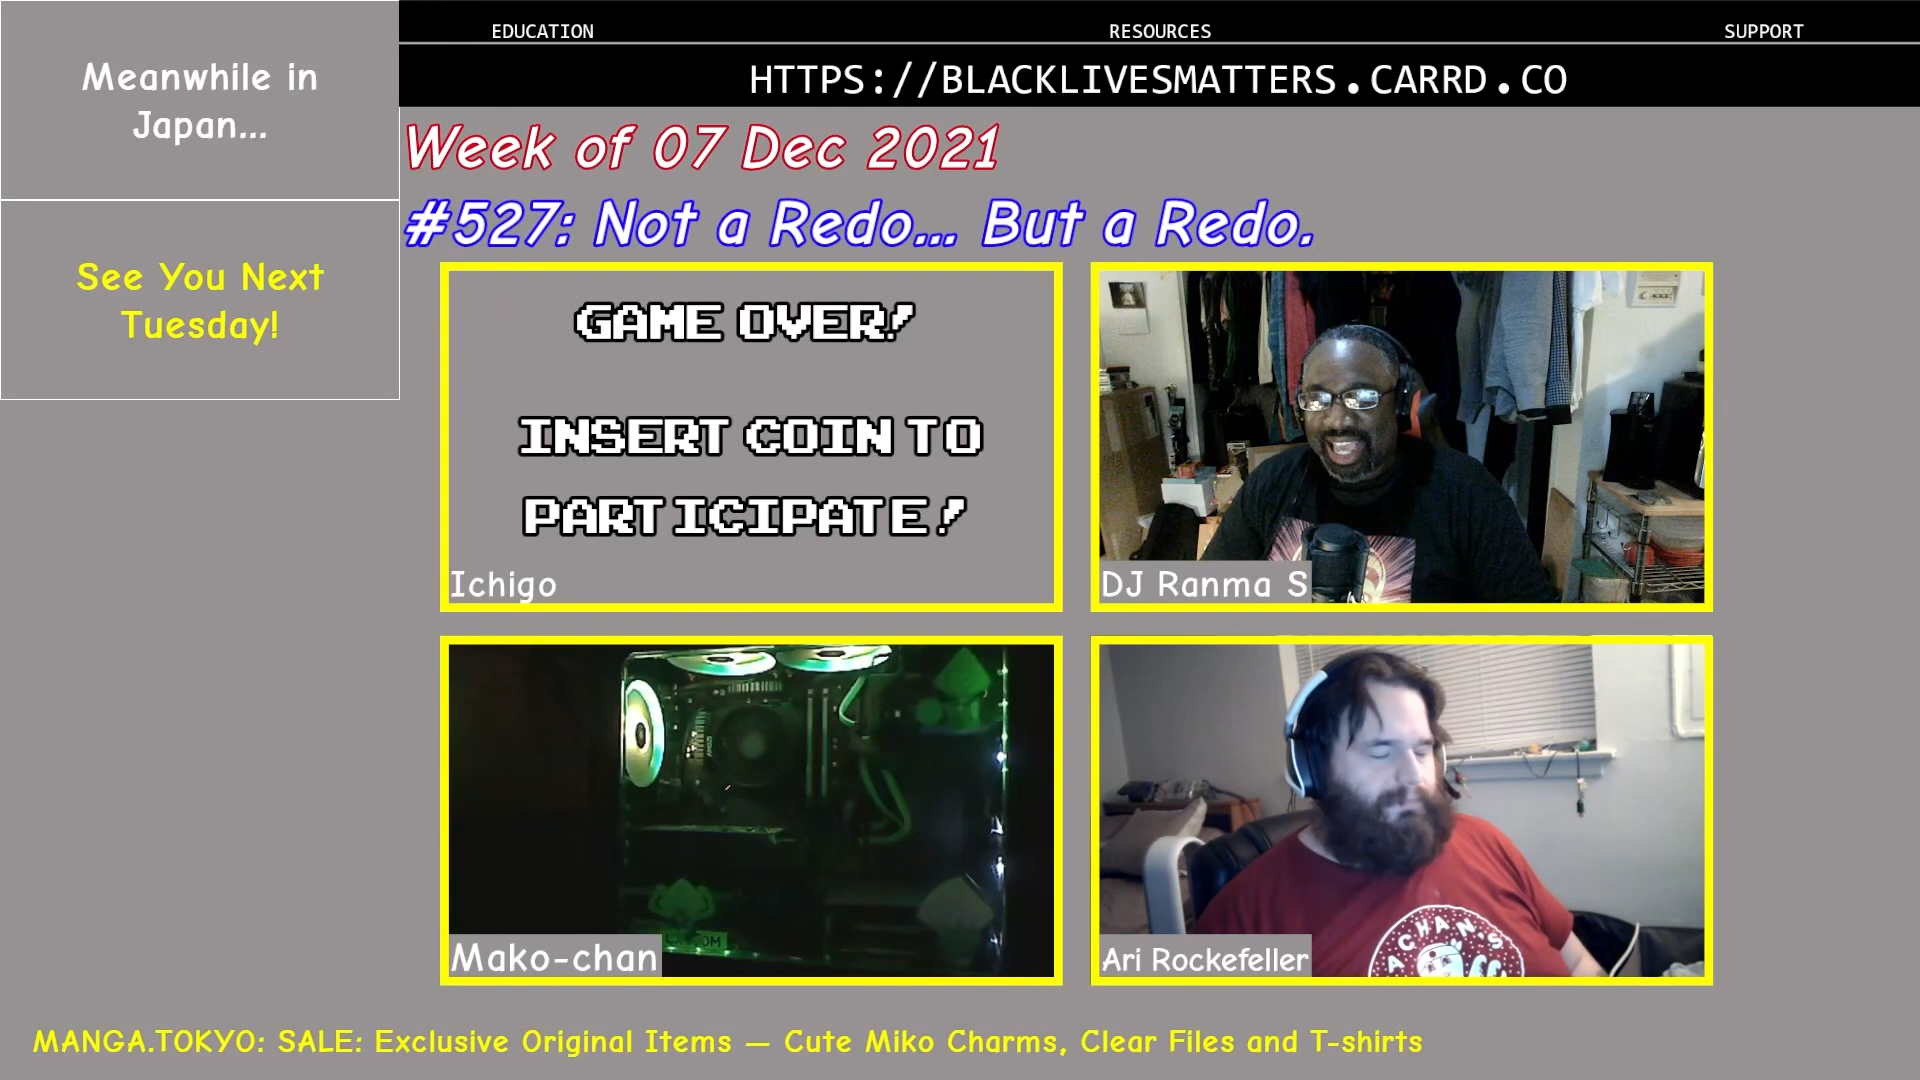 Meanwhile in
Japan...
See You Next
Tuesday!
EDUCATION
RESOURCES
SUPPORT
HTTPS://BLACKLIVESMATTERS.CARRD.CO
Week of 07 Dec 2021
#527: Not a Redo... But a Redo.
GAME OVER!
INSERT COIN TO
PARTICIPATE!
Ichigo
DJ Ranma S
Mako-chan
Ari Rockefeller
A CHAN'S
MANGA.TOKYO: SALE: Exclusive Original Items — Cute Miko Charms, Clear Files and T-shirts